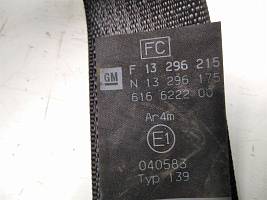 FC
GM
F 13 296 215
N 13 296 175
616 6222 00
Ar4m
E1
040583
Typ 139